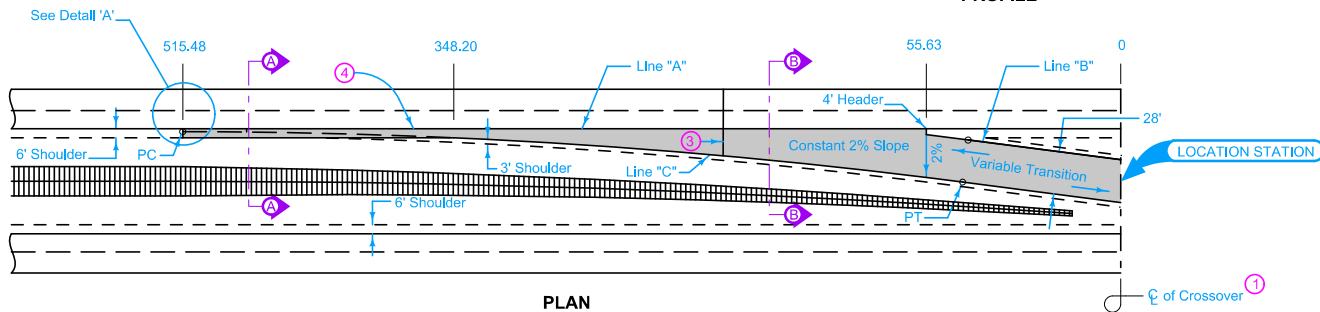 PROFILE
See Detail 'A'
515.48
348.20
55.63
0
A
4
Line "A"
B
4' Header
Line "B"
28'
6' Shoulder
PC
3' Shoulder
3
Line "C"
Constant 2% Slope
2%
Variable Transition
LOCATION STATION
A
6' Shoulder
B
PT
PLAN
℄ of Crossover 1